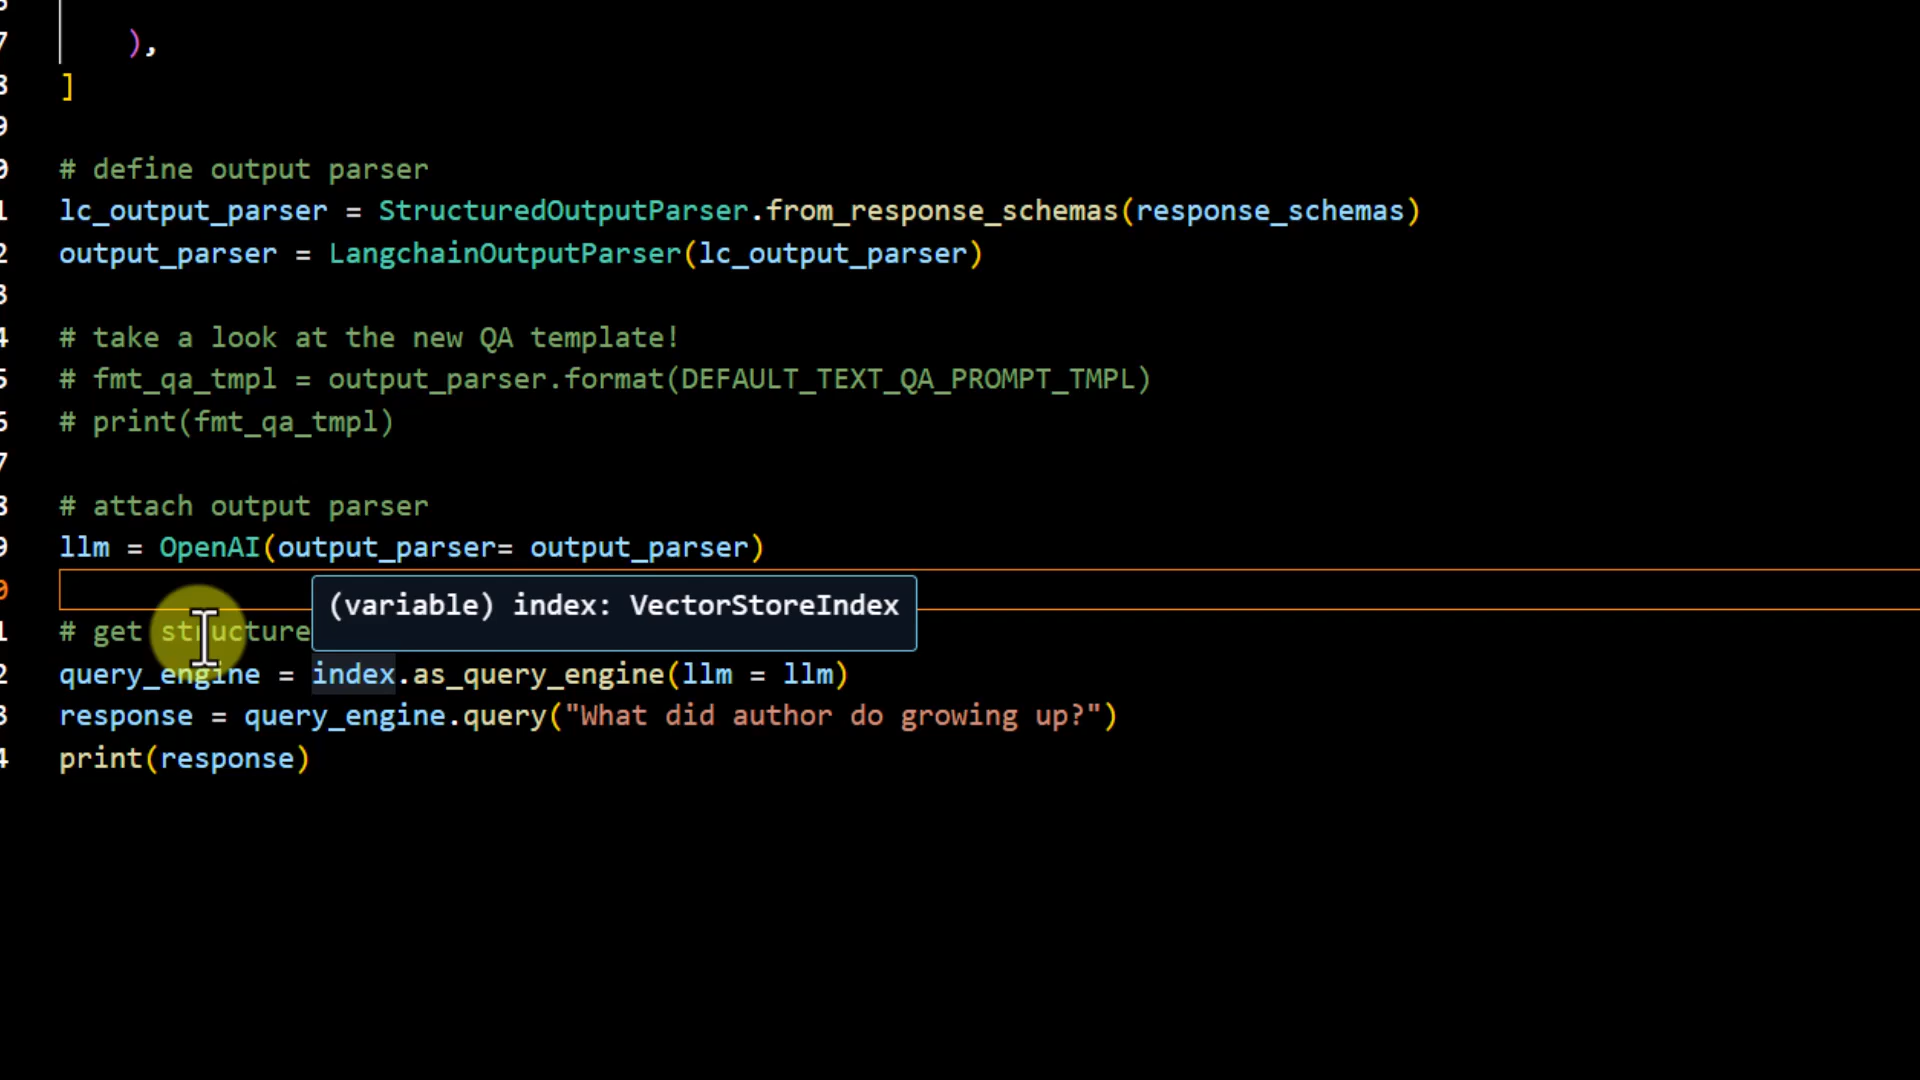 ),
]
# define output parser
lc_output_parser = StructuredOutputParser.from_response_schemas(response_schemas)
output_parser = LangchainOutputParser(lc_output_parser)
# take a look at the new QA template!
# fmt_qa_tmpl = output_parser.format(DEFAULT_TEXT_QA_PROMPT_TMPL)
# print(fmt_qa_tmpl)
# attach output parser
llm = OpenAI(output_parser= output_parser)
(variable) index: VectorStoreIndex
# get structure
query_engine = index.as_query_engine(llm = llm)
response = query_engine.query("What did author do growing up?")
print(response)